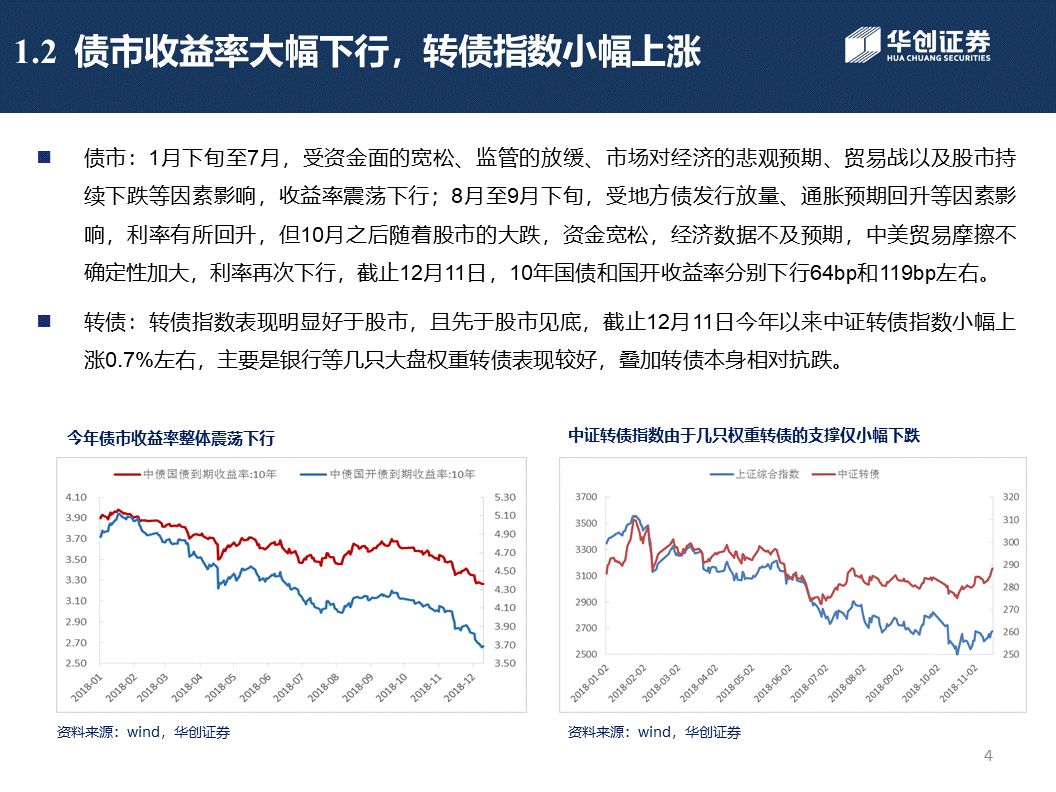 1.2 债市收益率大幅下行，转债指数小幅上涨
华创证券
HUA CHUANG SECURITIES
债市：1月下旬至7月，受资金面的宽松、监管的放缓、市场对经济的悲观预期、贸易战以及股市持
续下跌等因素影响，收益率震荡下行；8月至9月下旬，受地方债发行放量、通胀预期回升等因素影
响，利率有所回升，但10月之后随着股市的大跌，资金宽松，经济数据不及预期，中美贸易摩擦不
确定性加大，利率再次下行，截止12月11日，10年国债和国开收益率分别下行64bp和119bp左右。
转债：转债指数表现明显好于股市，且先于股市见底，截止12月11日今年以来中证转债指数小幅上
涨0.7%左右，主要是银行等几只大盘权重转债表现较好，叠加转债本身相对抗跌。
今年债市收益率整体震荡下行
中债国债到期收益率:10年 中债国开债到期收益率:10年
4.10 5.30
3.90 5.10
3.70 4.90
3.50 4.70
3.30 4.50
3.10 4.30
2.90 4.10
2.70 3.90
2.50 3.70
3.50
2018-01 2018-02 2018-03 2018-04 2018-05 2018-06 2018-07 2018-08 2018-09 2018-10 2018-11 2018-12
资料来源：wind，华创证券
中证转债指数由于几只权重转债的支撑仅小幅下跌
上证综合指数 中证转债
3700 320
3500 310
3300 300
3100 290
2900 280
2700 270
2500 260
250
2018-01-02 2018-02-02 2018-03-02 2018-04-02 2018-05-02 2018-06-02 2018-07-02 2018-08-02 2018-09-02 2018-10-02 2018-11-02
资料来源：wind，华创证券
4